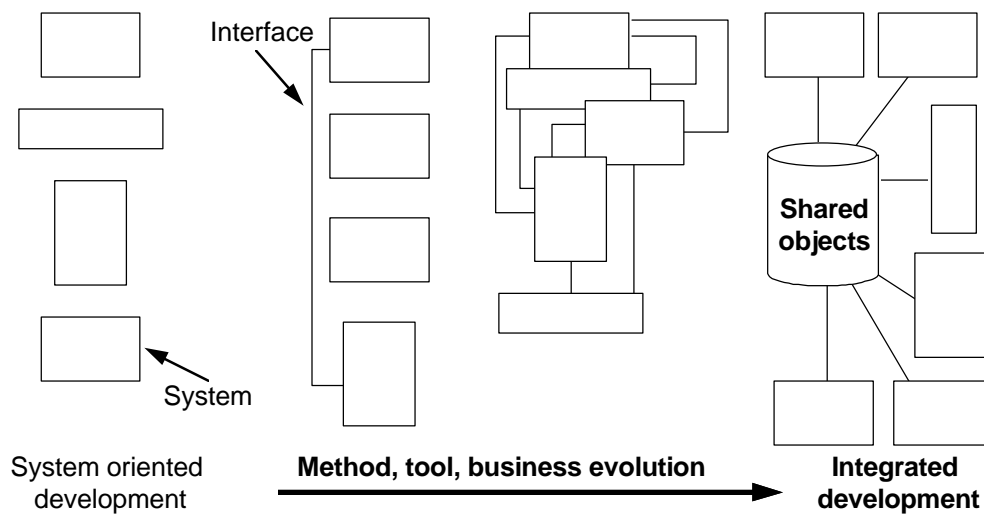 Interface
Shared
objects
System
System oriented
development
Method, tool, business evolution
Integrated
development